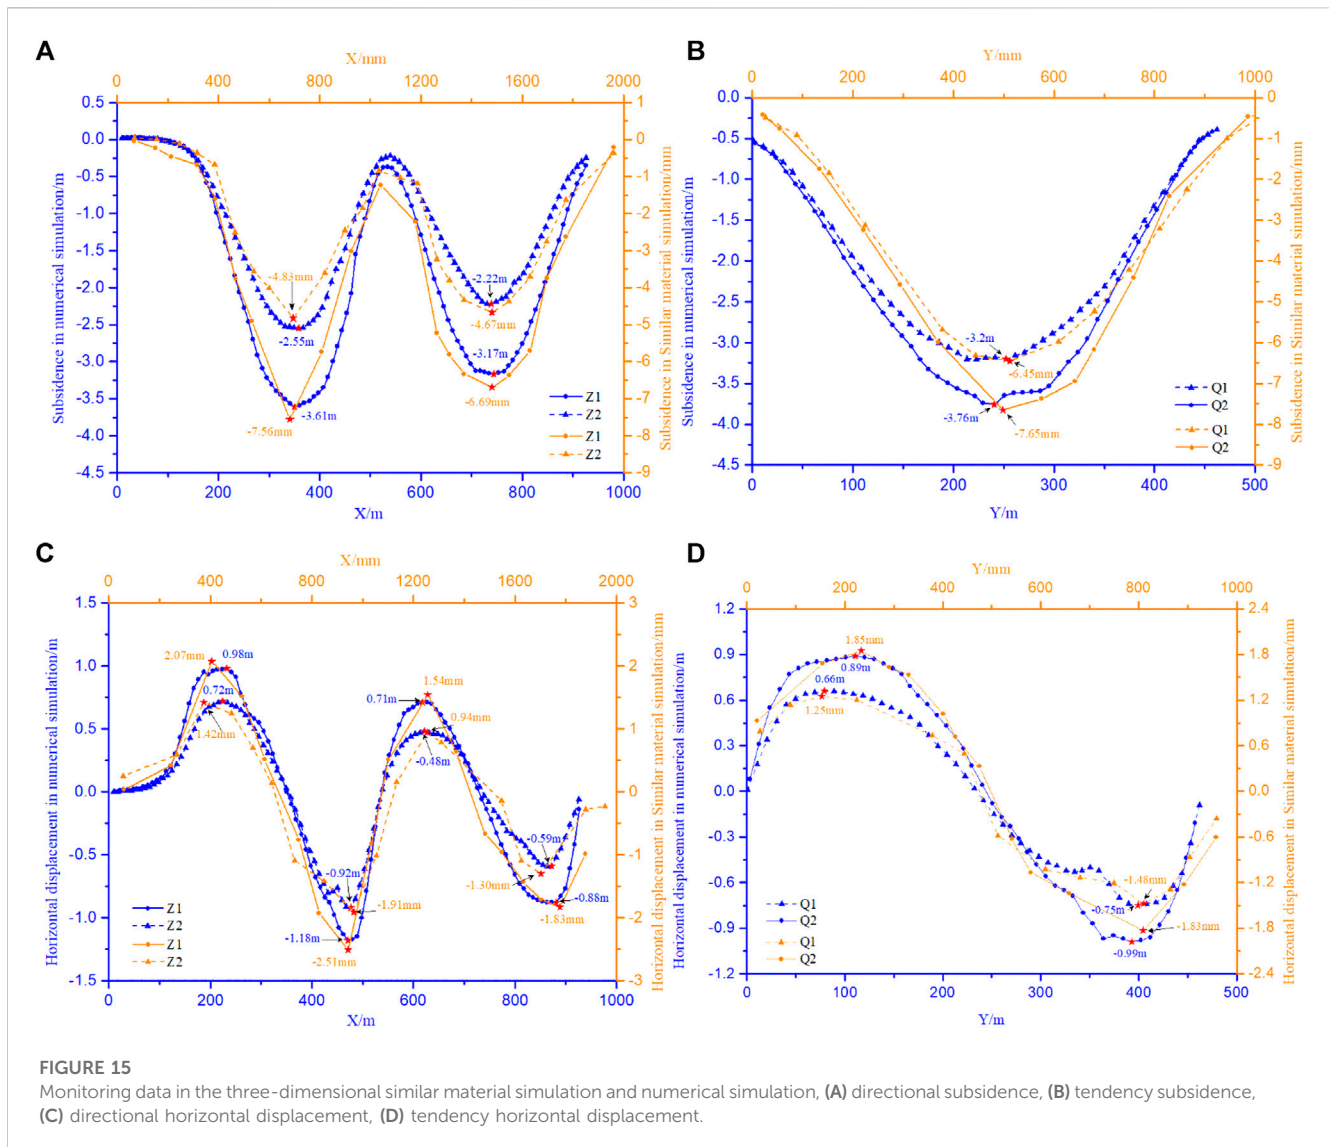 A
X/mm
0 400 800 1200 1600 2000
0.5
0.0
-0.5
-1.0
-1.5
-2.0
-2.5
-3.0
-3.5
-4.0
-4.5
1
0
-1
-2
-3
-4
-5
-6
-7
-8
-9
Subsidence in numerical simulation/m
Subsidence in Similar material simulation/mm
-4.83mm
-2.55m
-2.22m
-4.67mm
-3.17m
-6.69mm
-3.61m
-7.56mm
Z1
Z2
Z1
Z2
0 200 400 600 800 1000
X/m
B
Y/mm
0 200 400 600 800 1000
0.0
-0.5
-1.0
-1.5
-2.0
-2.5
-3.0
-3.5
-4.0
-4.5
0
-1
-2
-3
-4
-5
-6
-7
-8
-9
Subsidence in numerical simulation/m
Subsidence in Similar material simulation/mm
-3.2m
-6.45mm
-3.76m
-7.65mm
Q1
Q2
Q1
Q2
0 100 200 300 400 500
Y/m
C
X/mm
0 400 800 1200 1600 2000
1.5
1.0
0.5
0.0
-0.5
-1.0
-1.5
3
2
1
0
-1
-2
-3
Horizontal displacement in numerical simulation/m
Horizontal displacement in Similar material simulation/mm
2.07mm
0.98m
0.72m
1.42mm
0.71m
1.54mm
0.94mm
-0.48m
-0.92m
-1.91mm
-1.18m
-2.51mm
-0.59m
-1.30mm
-0.88m
-1.83mm
Z1
Z2
Z1
Z2
0 200 400 600 800 1000
X/m
D
Y/mm
0 200 400 600 800 1000
1.2
0.9
0.6
0.3
0.0
-0.3
-0.6
-0.9
-1.2
2.4
1.8
1.2
0.6
0.0
-0.6
-1.2
-1.8
-2.4
Horizontal displacement in numerical simulation/m
Horizontal displacement in Similar material simulation/mm
1.85mm
0.89m
0.66m
1.25mm
-1.48mm
-0.75m
-1.83mm
-0.99m
Q1
Q2
Q1
Q2
0 100 200 300 400 500
Y/m
FIGURE 15
Monitoring data in the three-dimensional similar material simulation and numerical simulation, (A) directional subsidence, (B) tendency subsidence,
(C) directional horizontal displacement, (D) tendency horizontal displacement.